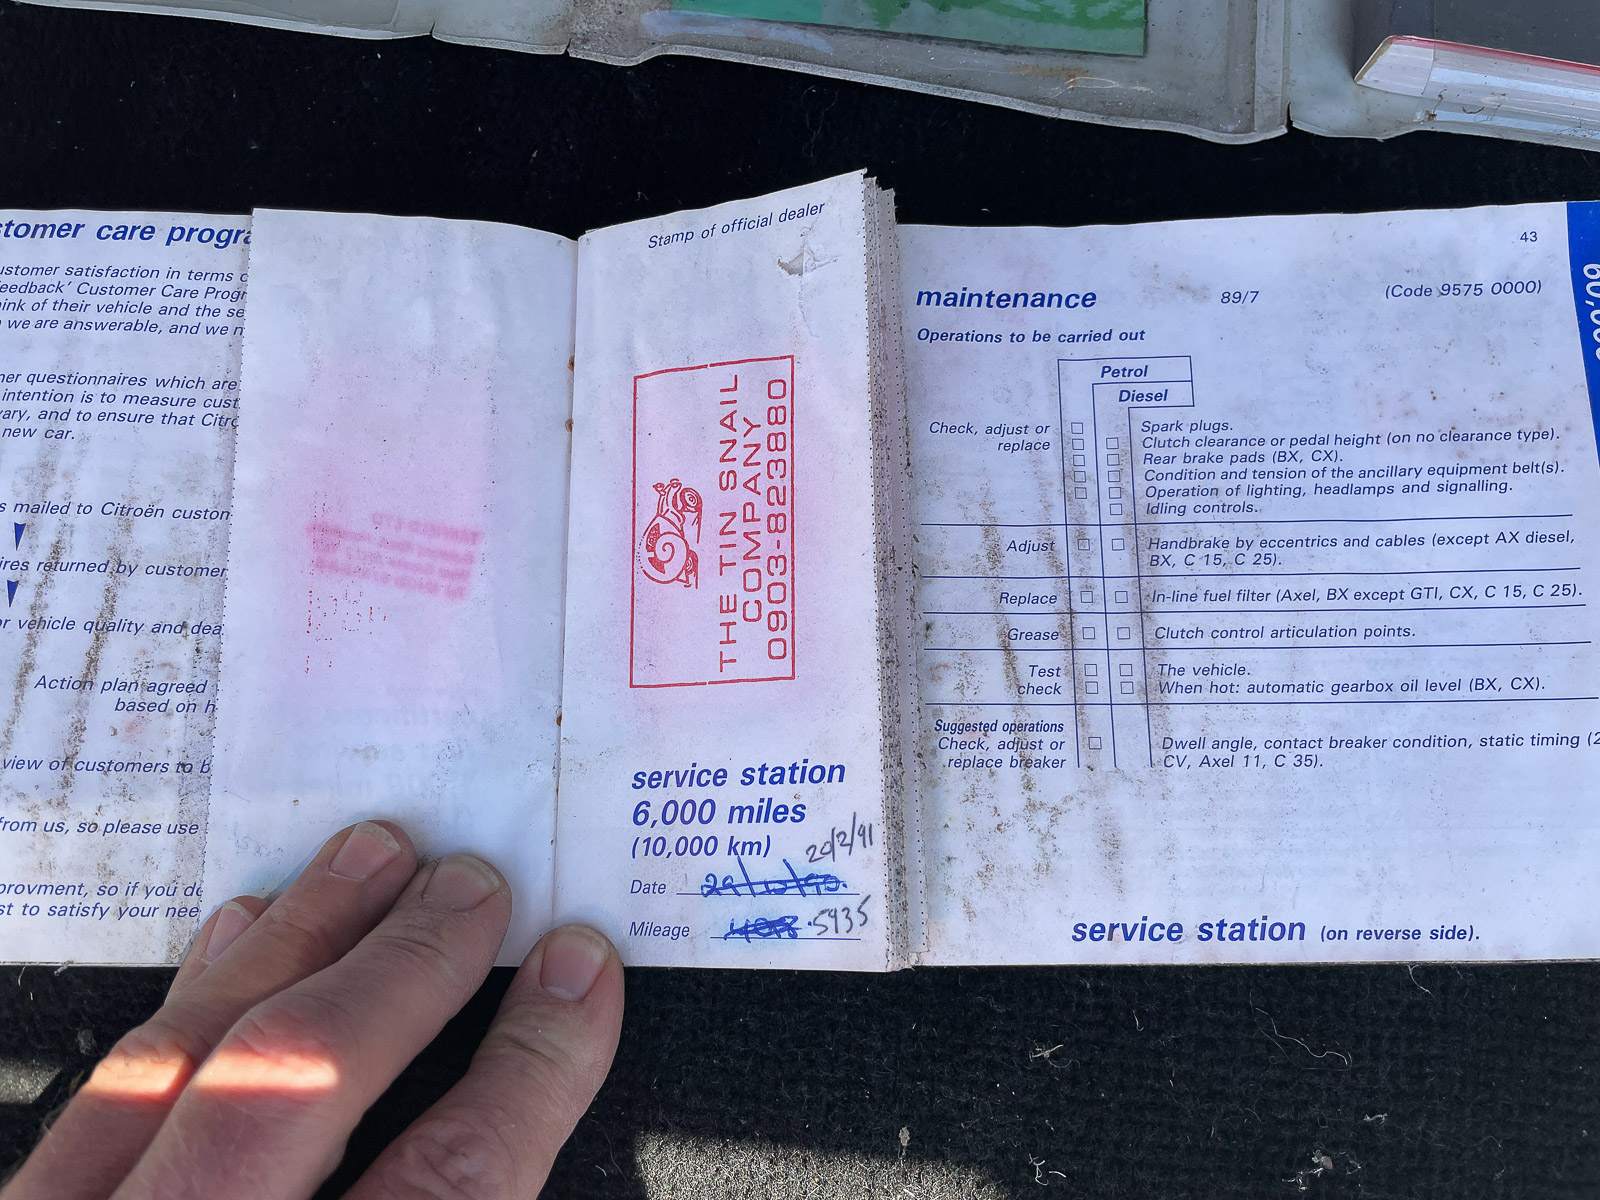 stomer care progra
ustomer satisfaction in terms c
eedback' Customer Care Progr
ink of their vehicle and the se
we are answerable, and we n
ner questionnaires which are
intention is to measure cust
vary, and to ensure that Citro
new car.
s mailed to Citroën custon
ires returned by customer
or vehicle quality and dea
Action plan agreed
based on h
view of customers to b
from us, so please use
provment, so if you de
st to satisfy your nee
Stamp of official dealer
THE TIN SNAIL
COMPANY
0903-823880
service station
6,000 miles
(10,000 km)
20/2/91
Date 29/12/90.
Mileage
5935
43
maintenance 89/7 (Code 9575 0000)
Operations to be carried out
Petrol
Diesel
Check, adjust or
replace
Spark plugs.
Clutch clearance or pedal height (on no clearance type).
Rear brake pads (BX, CX).
Condition and tension of the ancillary equipment belt(s).
Operation of lighting, headlamps and signalling.
Idling controls.
Adjust
Handbrake by eccentrics and cables (except AX diesel,
BX, C 15, C 25).
Replace
In-line fuel filter (Axel, BX except GTI, CX, C 15, C 25).
Grease
Clutch control articulation points.
Test
check
The vehicle.
When hot: automatic gearbox oil level (BX, CX).
Suggested operations
Check, adjust or
replace breaker
Dwell angle, contact breaker condition, static timing (2
CV, Axel 11, C 35).
service station (on reverse side).
60,00